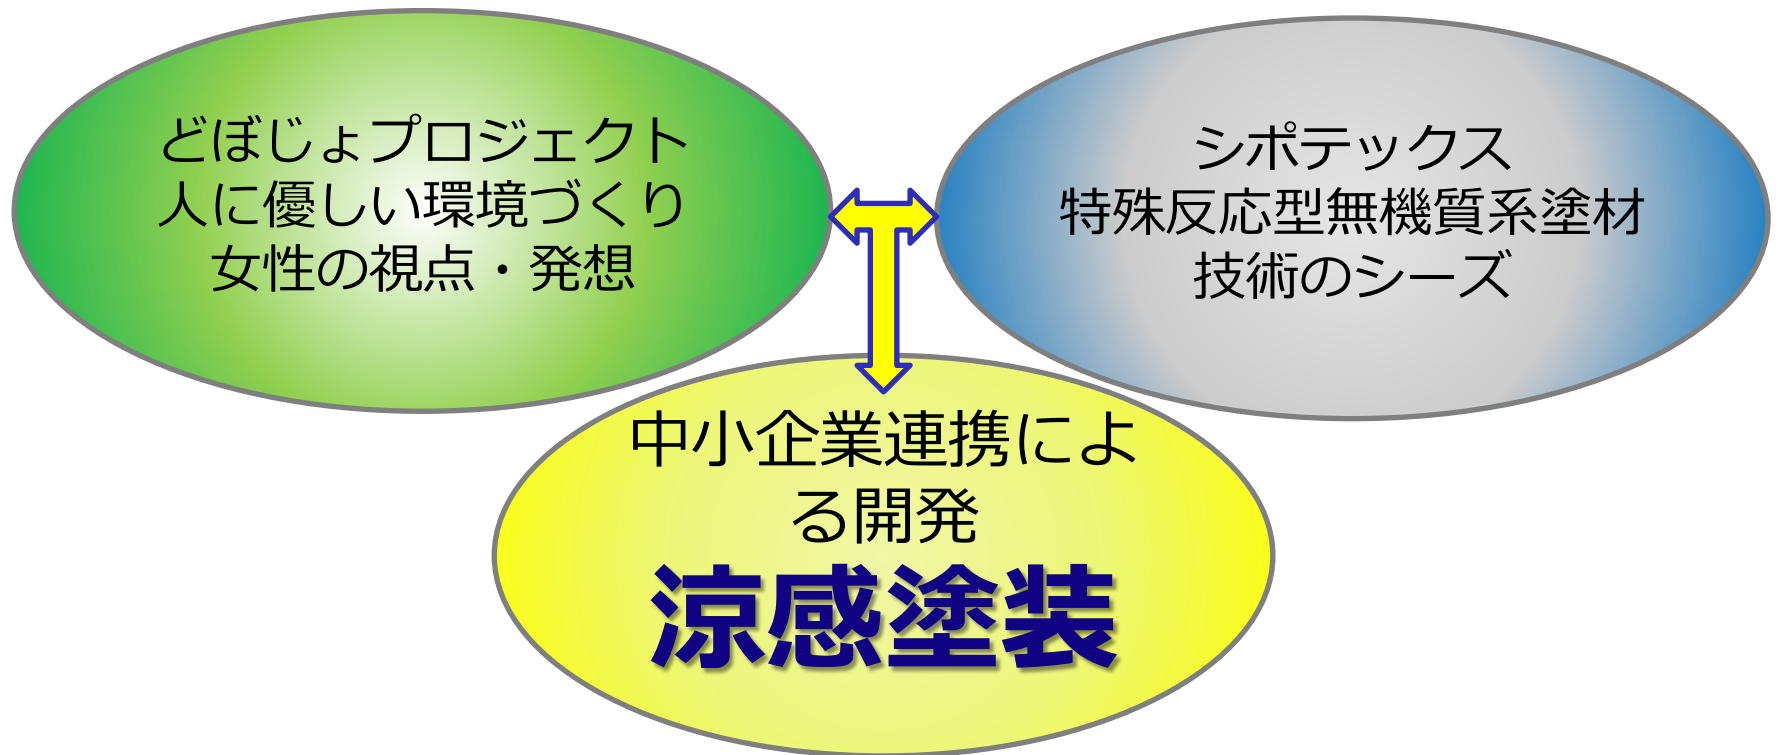 どぼじょプロジェクト
人に優しい環境づくり
女性の視点・発想
シポテックス
特殊反応型無機質系塗材
技術のシーズ
中小企業連携によ
る開発
涼感塗装